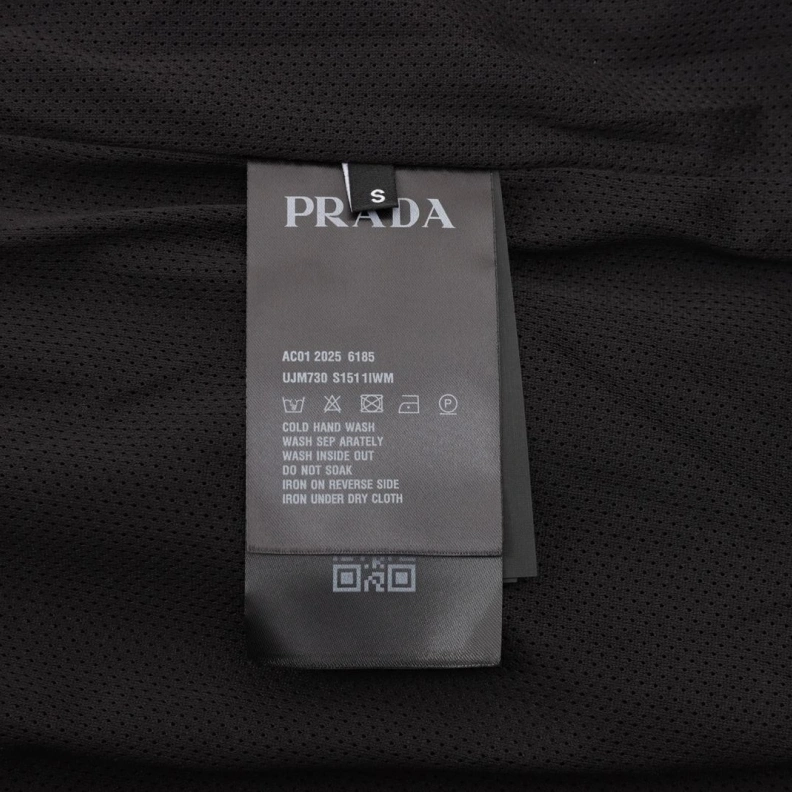 S
PRADA
AC01 2025 6185
UJM730 S1511IWM
COLD HAND WASH
WASH SEP ARATELY
WASH INSIDE OUT
DO NOT SOAK
IRON ON REVERSE SIDE
IRON UNDER DRY CLOTH